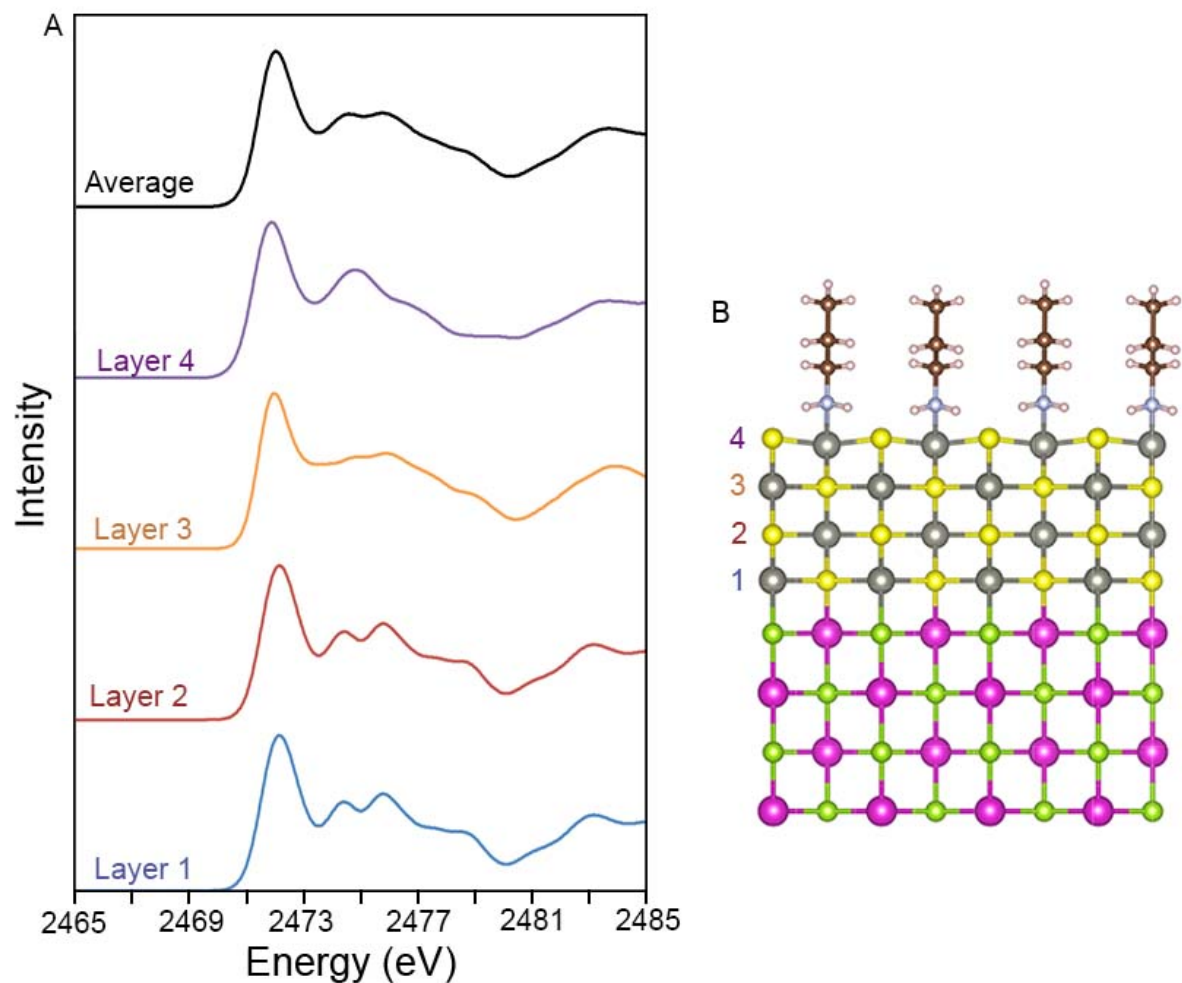 A
Average
Layer 4
Layer 3
Layer 2
Layer 1
Intensity
2465 2469 2473 2477 2481 2485
Energy (eV)
B
4
3
2
1